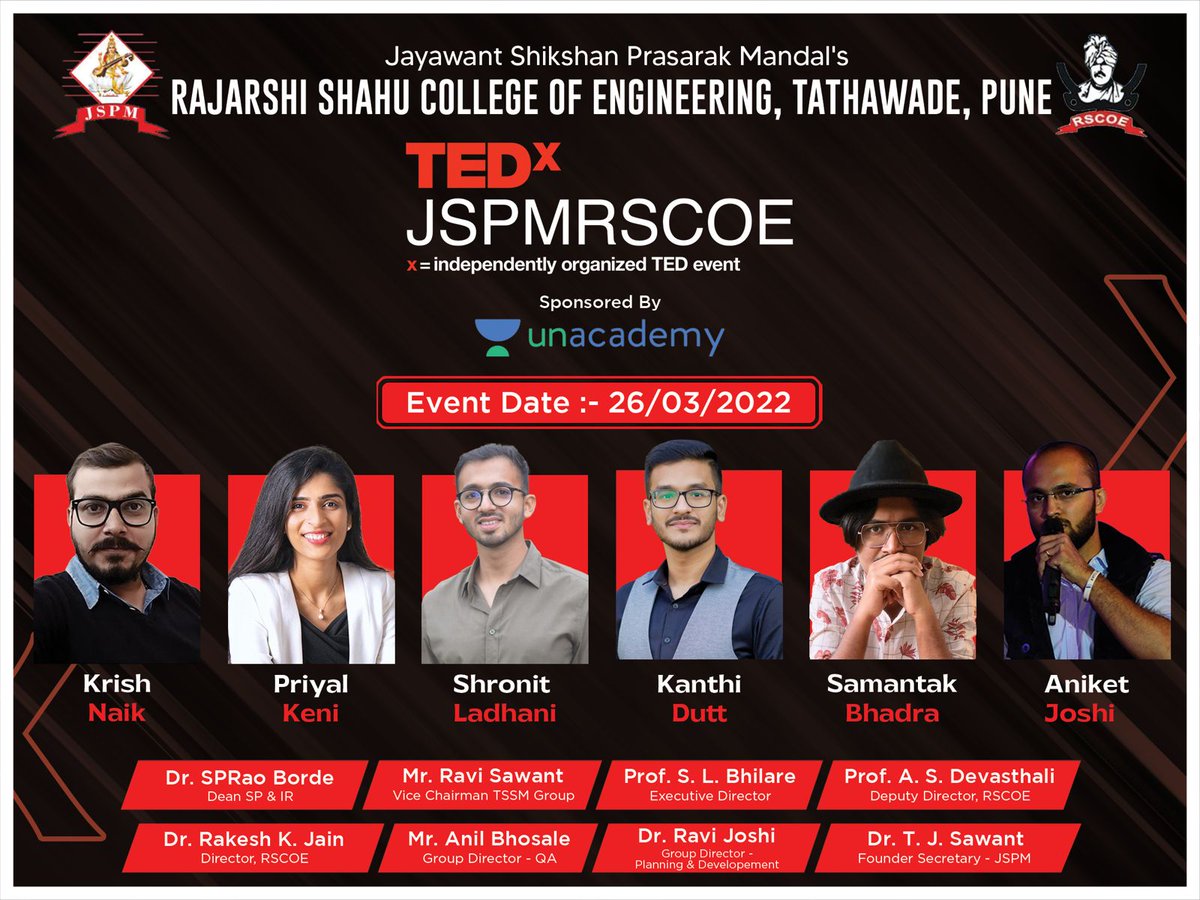 Jayawant Shikshan Prasarak Mandal's
RAJARSHI SHAHU COLLEGE OF ENGINEERING, TATHAWADE, PUNE
JSPM
RSCOE
TEDx
JSPMRSCOE
x = independently organized TED event
Sponsored By
unacademy
Event Date :- 26/03/2022
Krish
Naik
Priyal
Keni
Shronit
Ladhani
Kanthi
Dutt
Samantak
Bhadra
Aniket
Joshi
Dr. SPRao Borde
Dean SP & IR
Mr. Ravi Sawant
Vice Chairman TSSM Group
Prof. S. L. Bhilare
Executive Director
Prof. A. S. Devasthali
Deputy Director, RSCOE
Dr. Rakesh K. Jain
Director, RSCOE
Mr. Anil Bhosale
Group Director - QA
Dr. Ravi Joshi
Group Director -
Planning & Developement
Dr. T. J. Sawant
Founder Secretary - JSPM